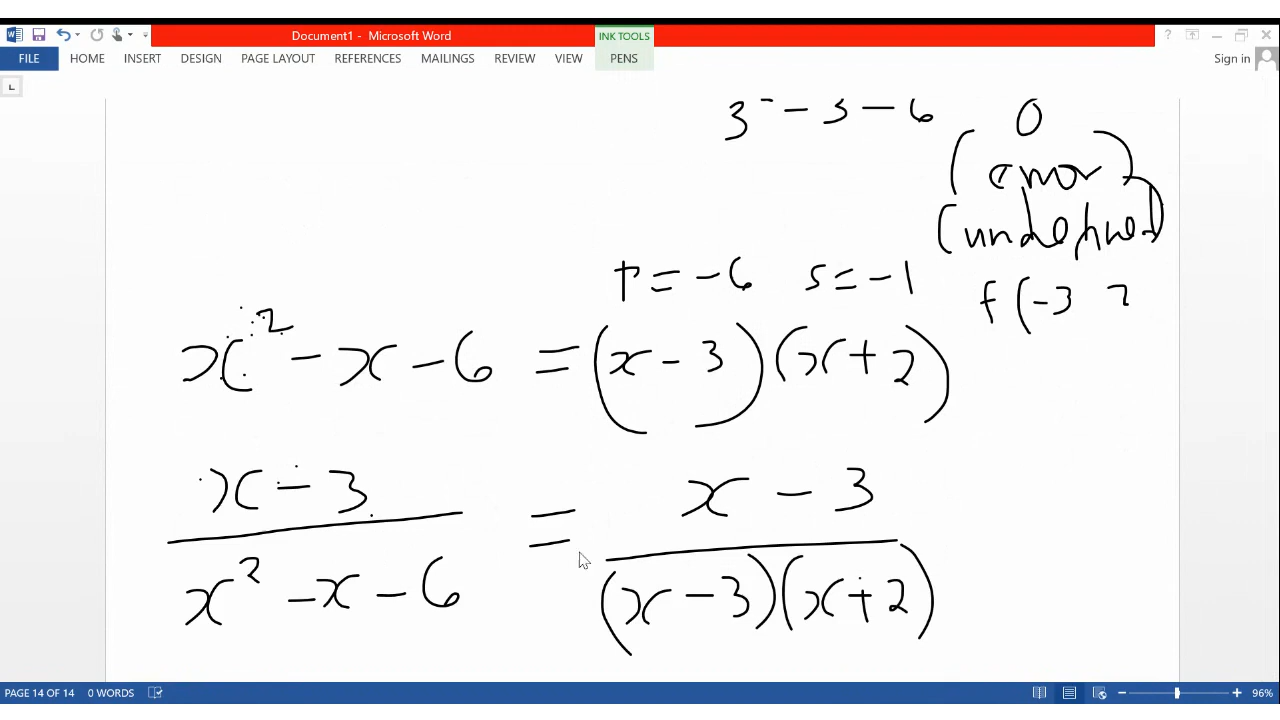 Document1 - Microsoft Word
INK TOOLS
? Sign in
FILE HOME INSERT DESIGN PAGE LAYOUT REFERENCES MAILINGS REVIEW VIEW PENS
3 - 3 - 6 0
(error)
(undefined)
p = -6 s = -1
f(-3
x² - x - 6 = (x - 3)(x + 2)
x - 3 = x - 3
x² - x - 6 (x - 3)(x + 2)
PAGE 14 OF 14 0 WORDS 96%